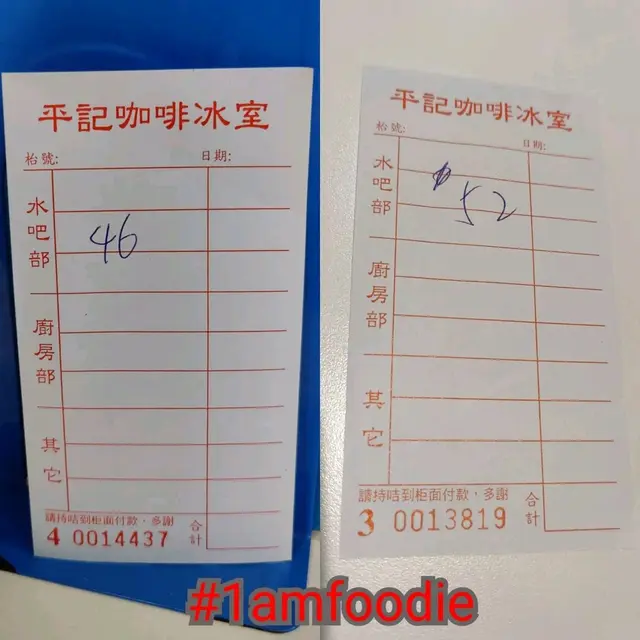 平記咖啡冰室
枱號: 日期:
水吧部
46
廚房部
其它
請持咭到柜面付款，多謝
合計
4 0014437
平記咖啡冰室
枱號: 日期:
水吧部
$52
廚房部
其它
請持咭到柜面付款，多謝
合計
3 0013819
#1amfoodie